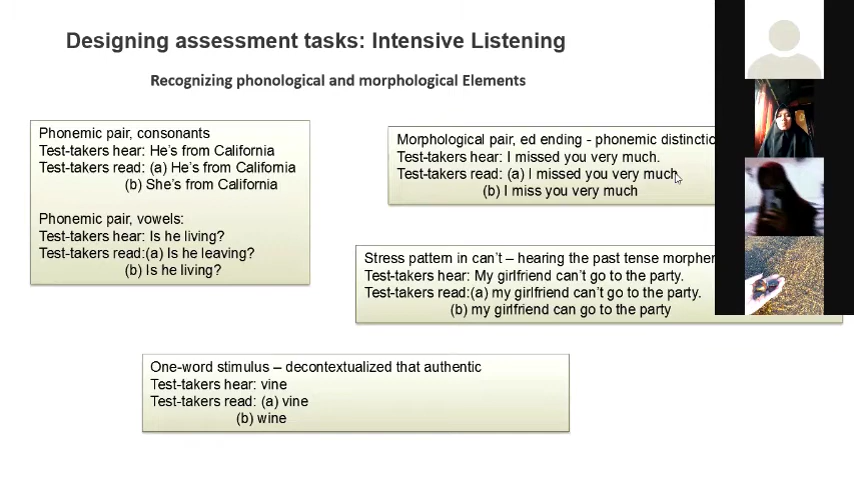 Designing assessment tasks: Intensive Listening
Recognizing phonological and morphological Elements
Phonemic pair, consonants
Test-takers hear: He's from California
Test-takers read: (a) He's from California
(b) She's from California
Phonemic pair, vowels:
Test-takers hear: Is he living?
Test-takers read:(a) Is he leaving?
(b) Is he living?
Morphological pair, ed ending - phonemic distinctio
Test-takers hear: I missed you very much.
Test-takers read: (a) I missed you very much
(b) I miss you very much
Stress pattern in can't – hearing the past tense morpher
Test-takers hear: My girlfriend can't go to the party.
Test-takers read:(a) my girlfriend can't go to the party.
(b) my girlfriend can go to the party
One-word stimulus – decontextualized that authentic
Test-takers hear: vine
Test-takers read: (a) vine
(b) wine